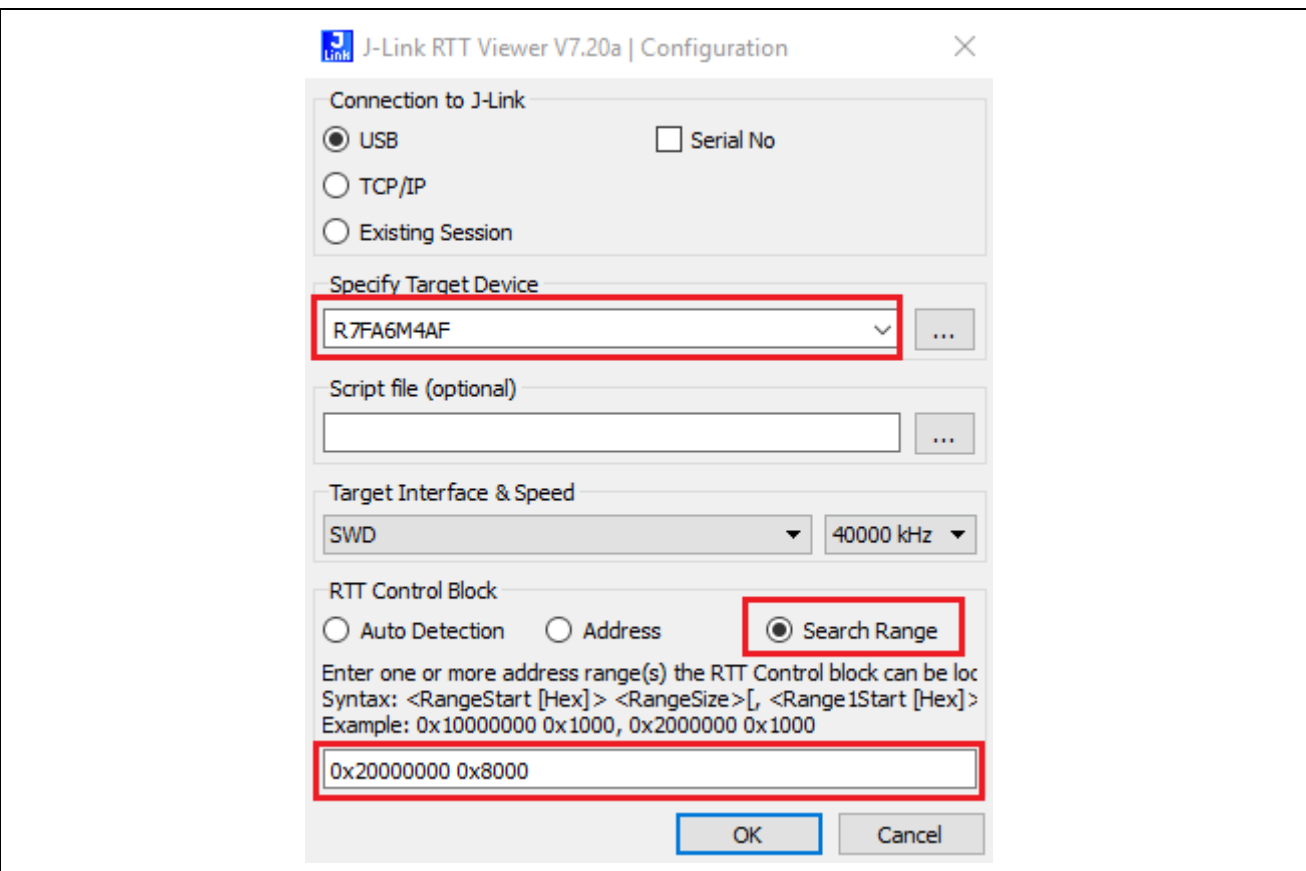 J-Link RTT Viewer V7.20a | Configuration
Connection to J-Link
USB Serial No
TCP/IP
Existing Session
Specify Target Device
R7FA6M4AF ...
Script file (optional)
...
Target Interface & Speed
SWD 40000 kHz
RTT Control Block
Auto Detection Address Search Range
Enter one or more address range(s) the RTT Control block can be loc
Syntax: <RangeStart [Hex]> <RangeSize>[, <Range1Start [Hex]>
Example: 0x10000000 0x1000, 0x2000000 0x1000
0x20000000 0x8000
OK Cancel